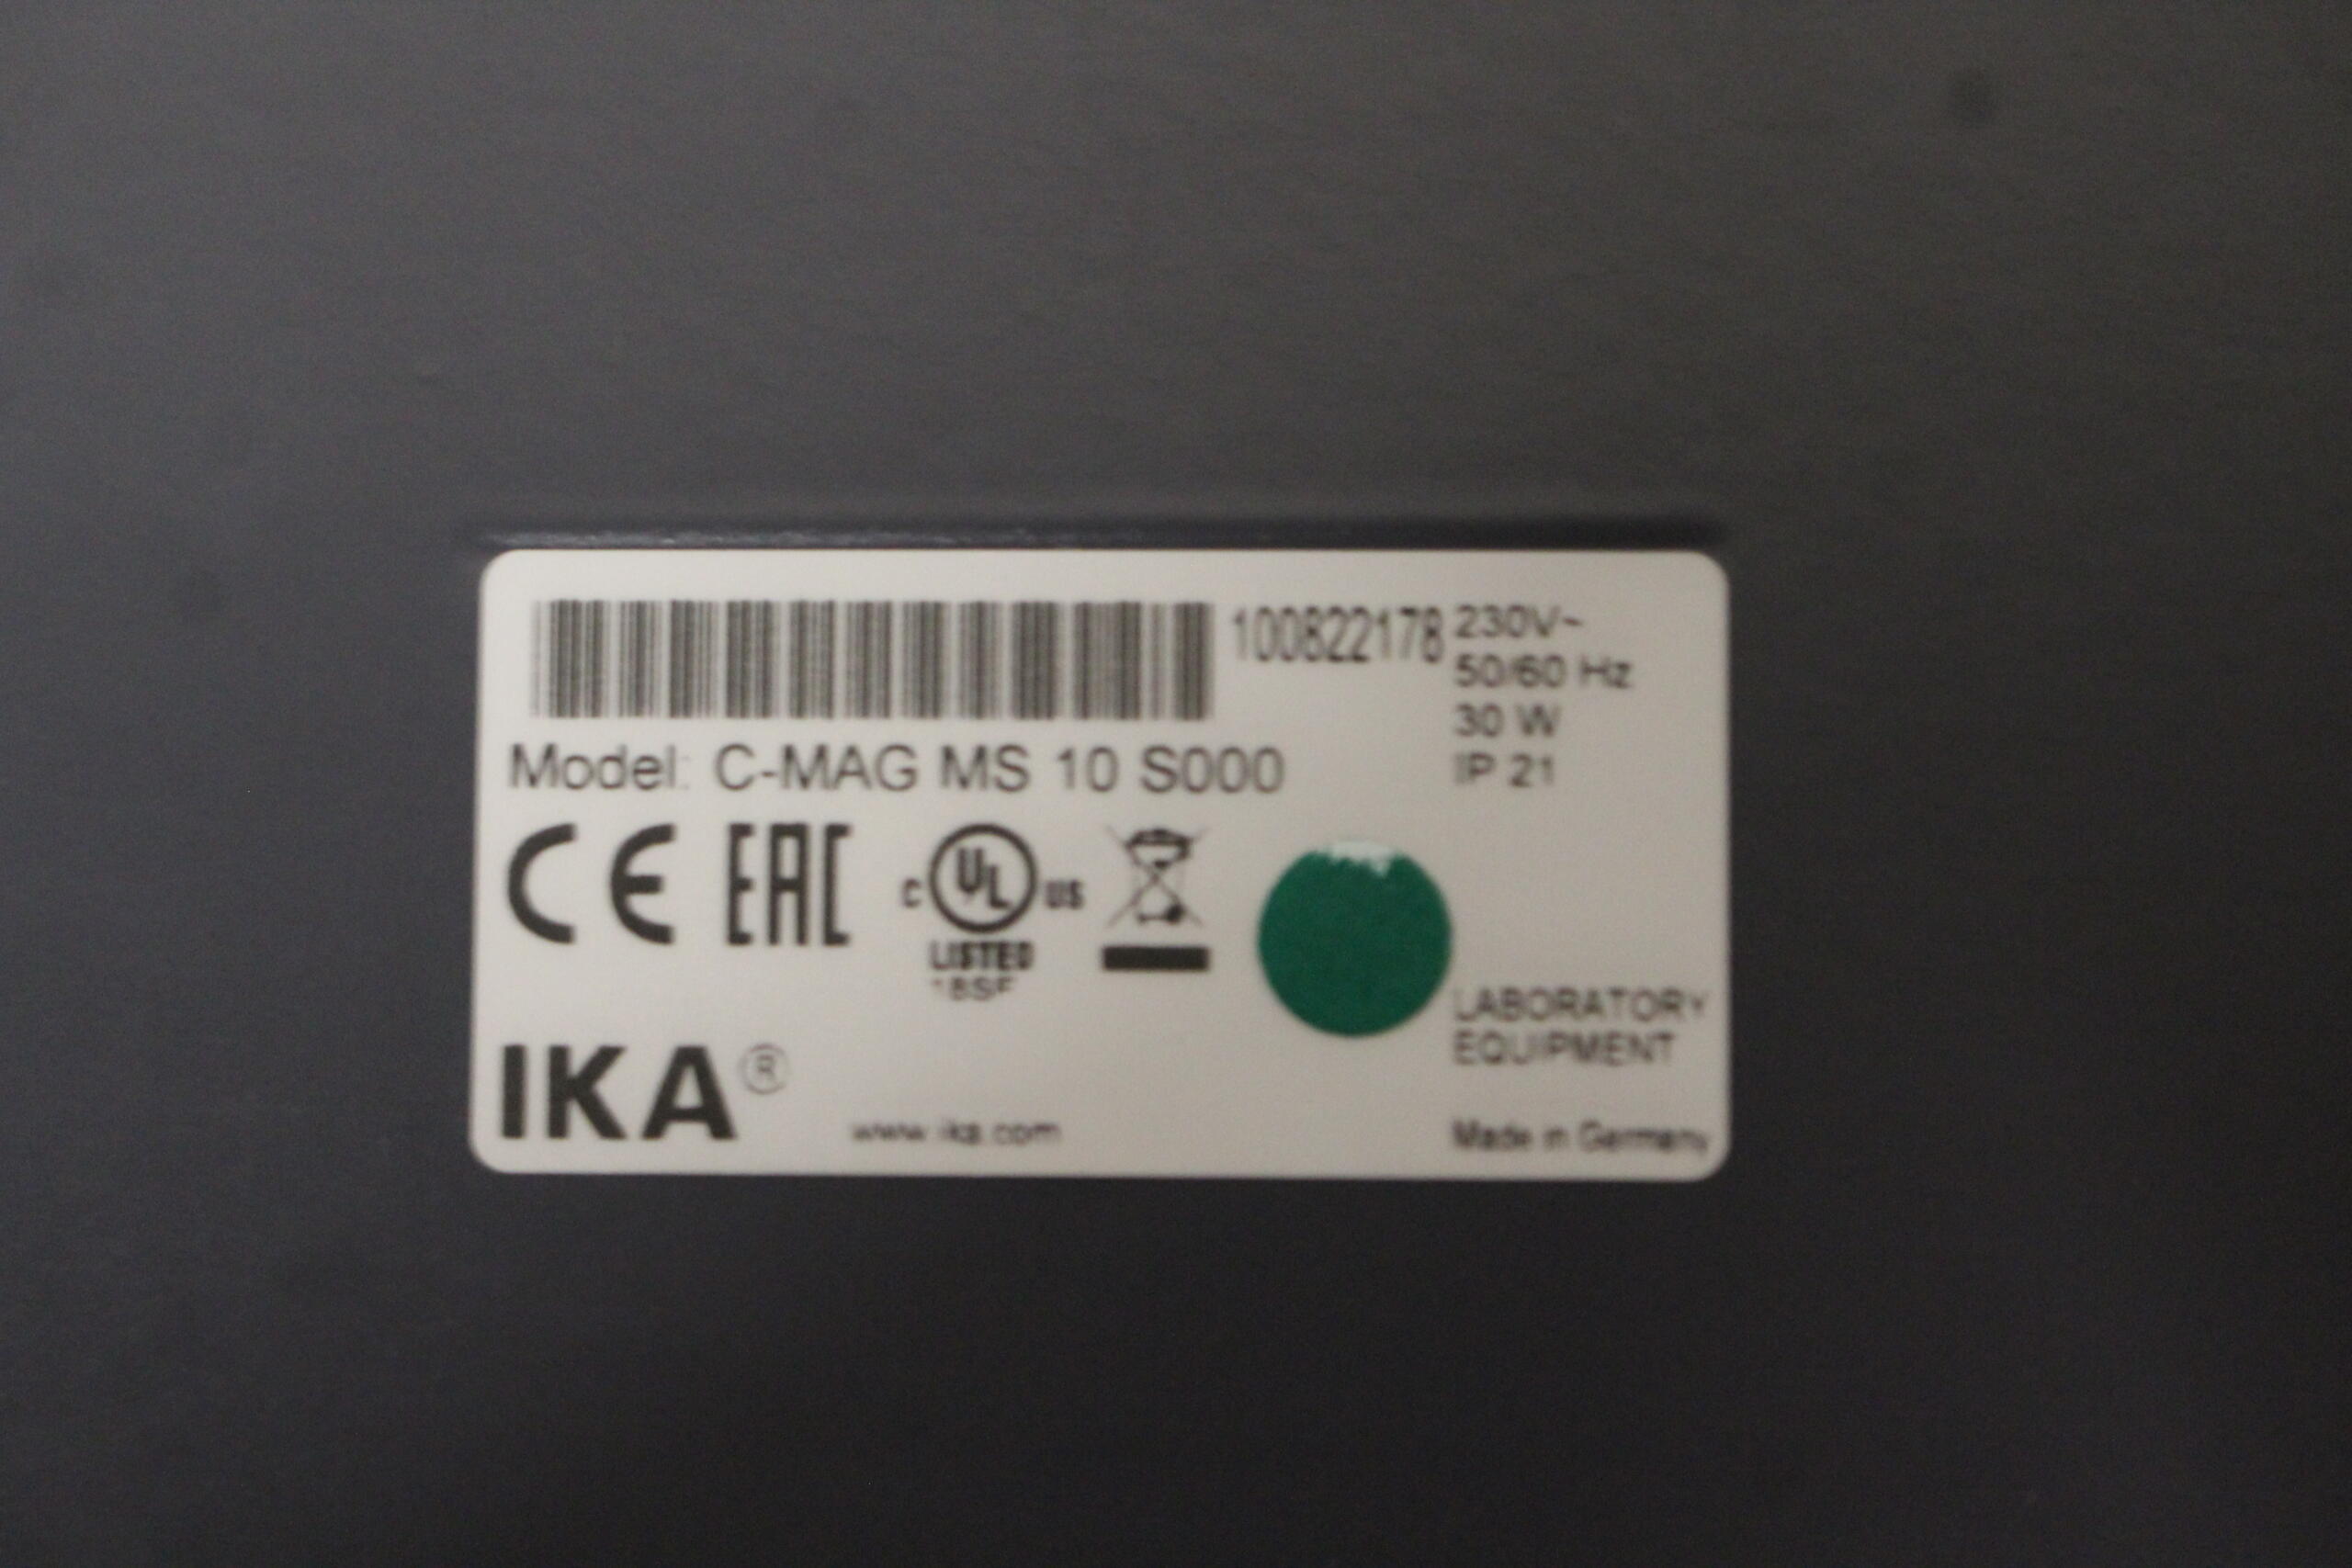 100822178
230V~
50/60 Hz
30 W
IP 21
Model: C-MAG MS 10 S000
CE EAC
C UL US
LISTED
LABORATORY
EQUIPMENT
IKA®
www.ika.com
Made in Germany